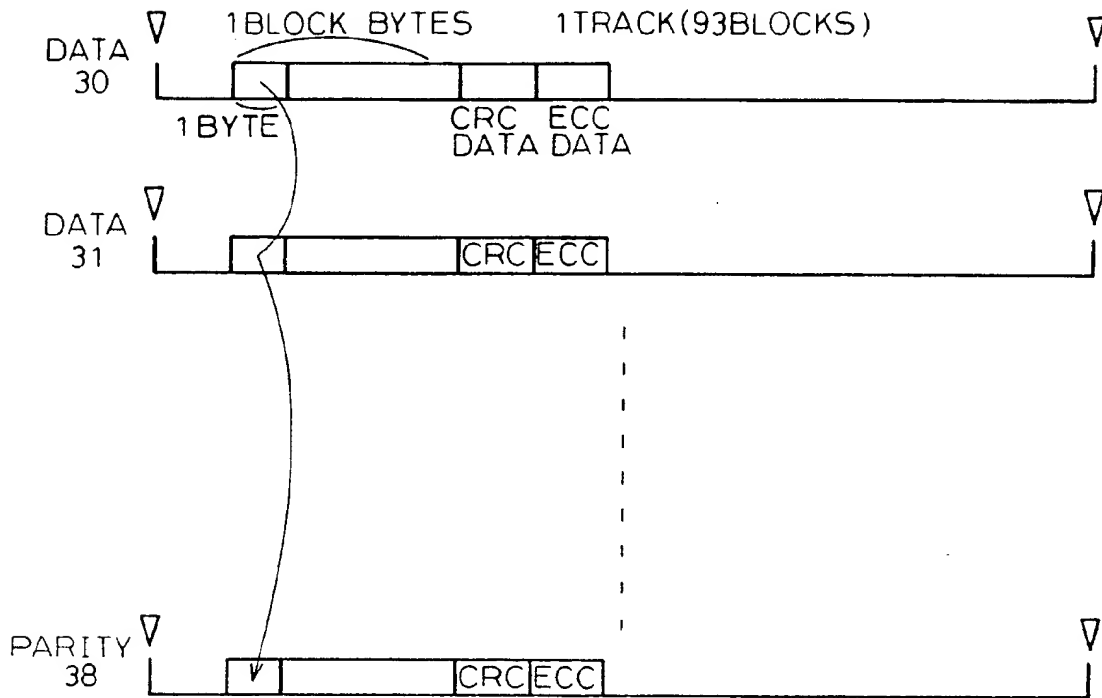 1BLOCK BYTES 1TRACK(93BLOCKS)
DATA
30
1BYTE
CRC
DATA
ECC
DATA
DATA
31
CRC ECC
PARITY
38
CRC ECC